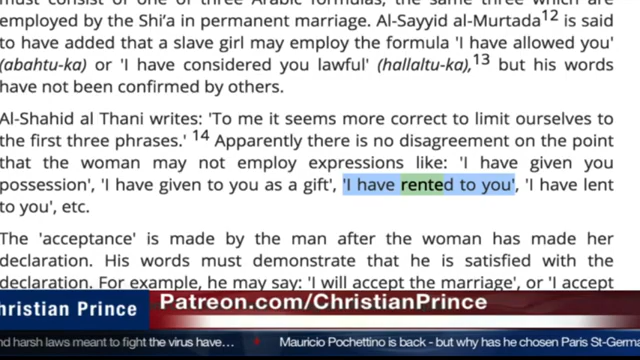 must consist of one of three Arabic formulas, the same three which are
employed by the Shi'a in permanent marriage. Al-Sayyid al-Murtada12 is said
to have added that a slave girl may employ the formula 'I have allowed you'
(abahtu-ka) or 'I have considered you lawful' (hallaltu-ka),13 but his words
have not been confirmed by others.
Al-Shahid al Thani writes: 'To me it seems more correct to limit ourselves to
the first three phrases.' 14 Apparently there is no disagreement on the point
that the woman may not employ expressions like: 'I have given you
possession', 'I have given to you as a gift', 'I have rented to you', 'I have lent
to you', etc.
The 'acceptance' is made by the man after the woman has made her
declaration. His words must demonstrate that he is satisfied with the
declaration. For example, he may say: 'I will accept the marriage', or 'I accept
hristian Prince
Patreon.com/ChristianPrince
nd harsh laws meant to fight the virus have...
Mauricio Pochettino is back - but why has he chosen Paris St-Germa